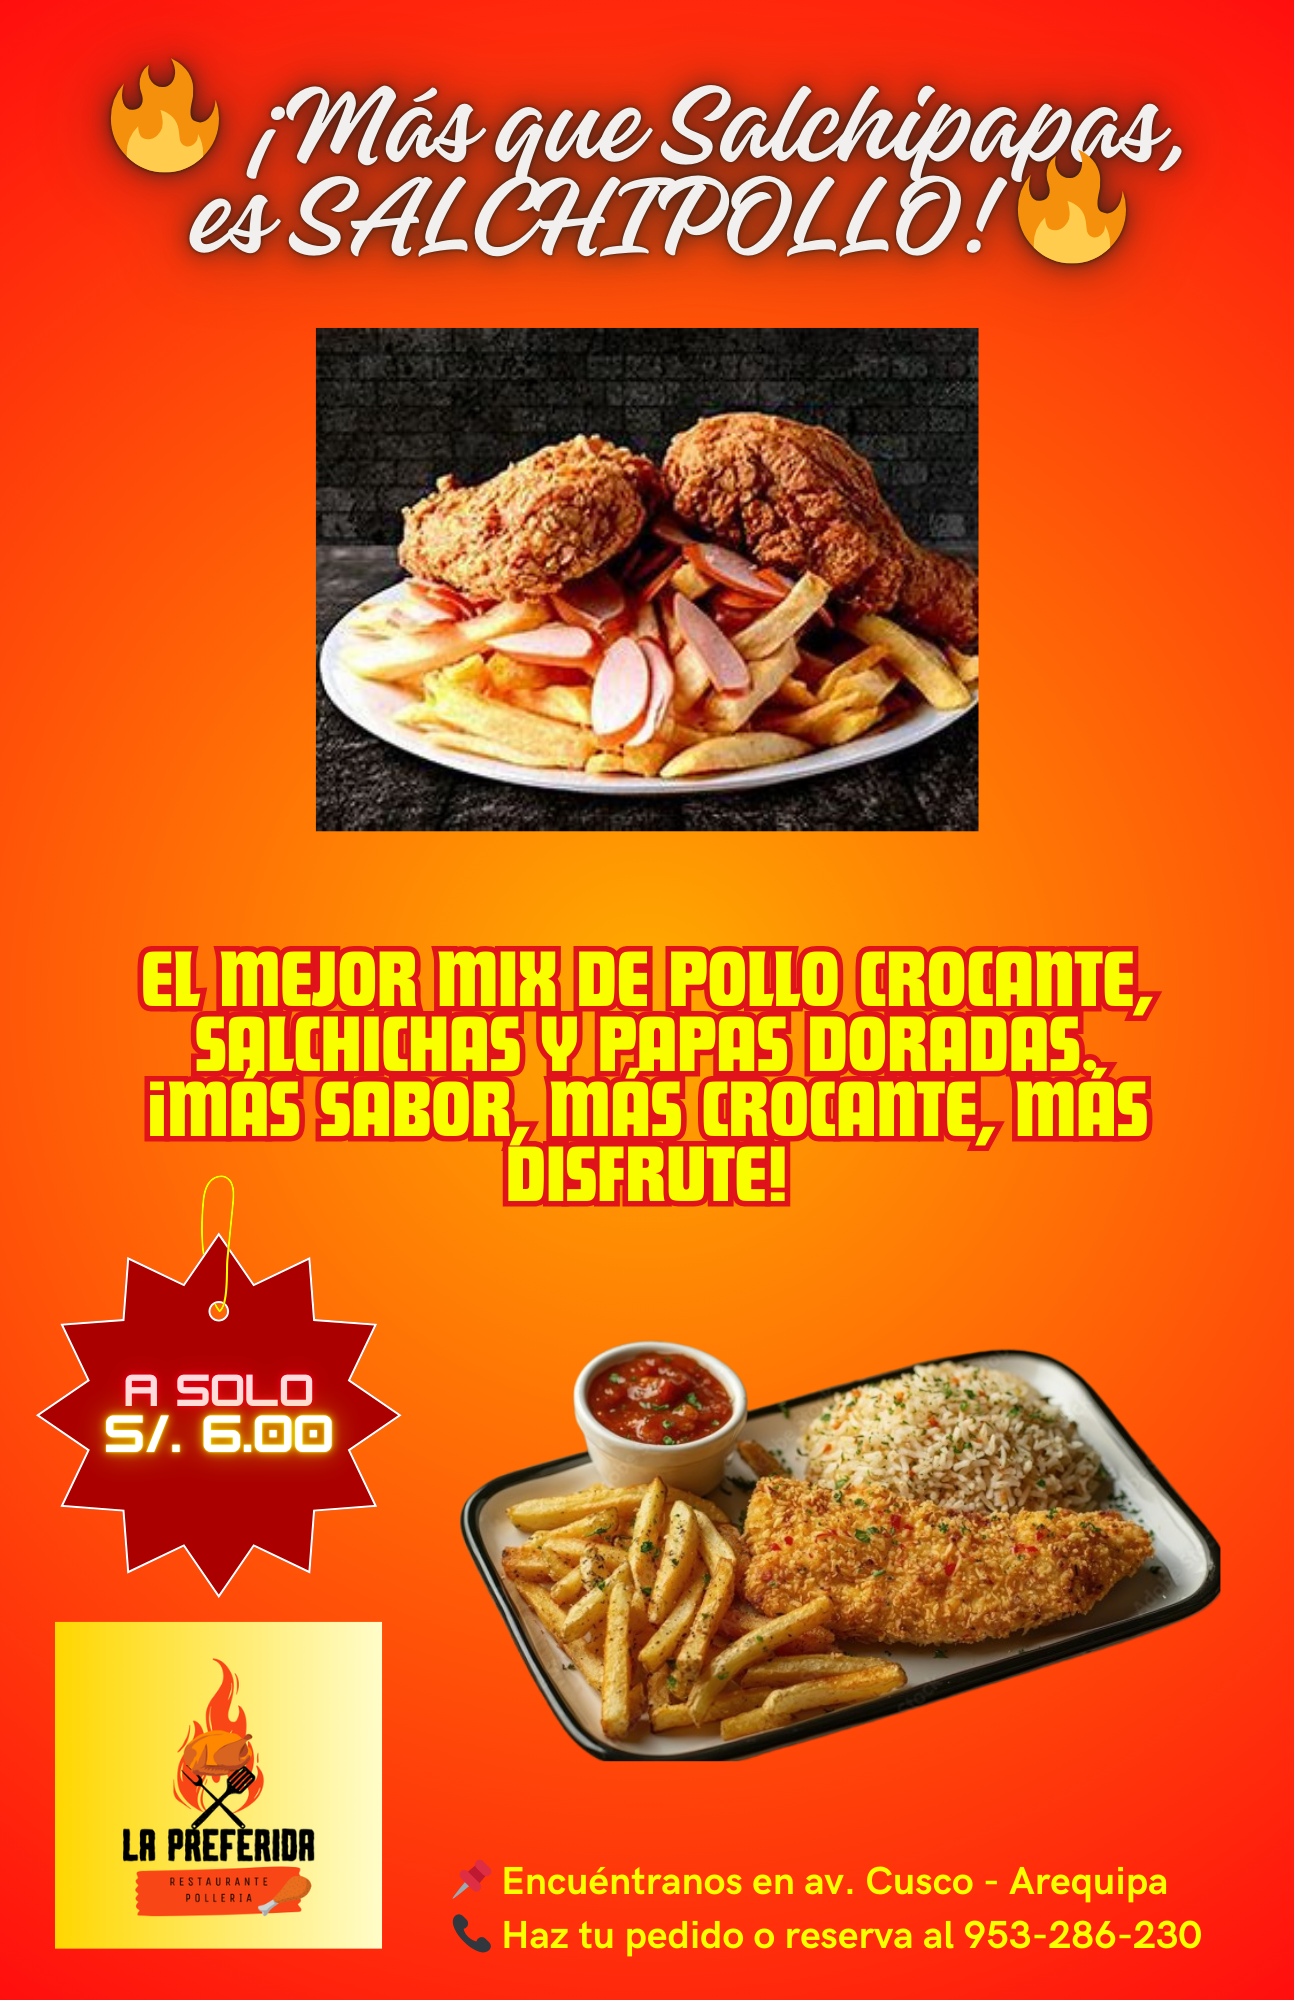 ¡Más que Salchipapas,
es SALCHIPOLLO!
EL MEJOR MIX DE POLLO CROCANTE,
SALCHICHAS Y PAPAS DORADAS.
¡MÁS SABOR, MÁS CROCANTE, MÁS
DISFRUTE!
A SOLO
S/. 6.00
LA PREFERIDA
RESTAURANTE
POLLERIA
Encuéntranos en av. Cusco - Arequipa
Haz tu pedido o reserva al 953-286-230